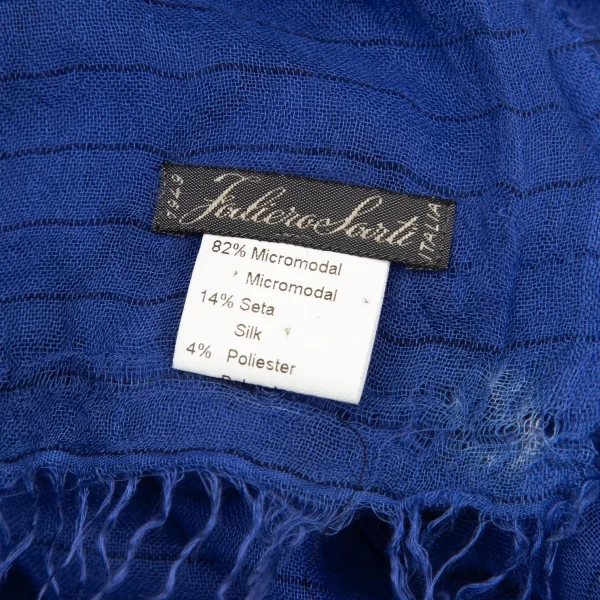 1949 Faliero Sarti ITALIA
82% Micromodal
Micromodal
14% Seta
Silk
4% Poliester